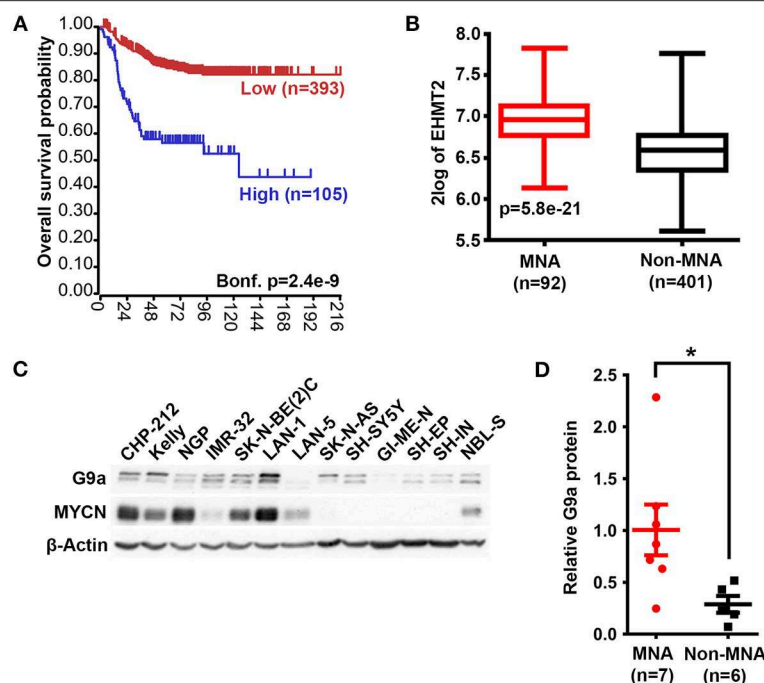 A
Overall survival probability
1.00
0.90
0.80
0.70
0.60
0.50
0.40
0.30
0.20
0.10
0.00
Low (n=393)
High (n=105)
Bonf. p=2.4e-9
0 24 48 72 96 120 144 168 192 216
B
2log of EHMT2
8.0
7.5
7.0
6.5
6.0
5.5
p=5.8e-21
MNA
(n=92)
Non-MNA
(n=401)
C
CHP-212
Kelly
NGP
IMR-32
SK-N-BE(2)C
LAN-1
LAN-5
SK-N-AS
SH-SY5Y
GI-ME-N
SH-EP
SH-IN
NBL-S
G9a
MYCN
β-Actin
D
Relative G9a protein
2.5
2.0
1.5
1.0
0.5
0.0
*
MNA
(n=7)
Non-MNA
(n=6)